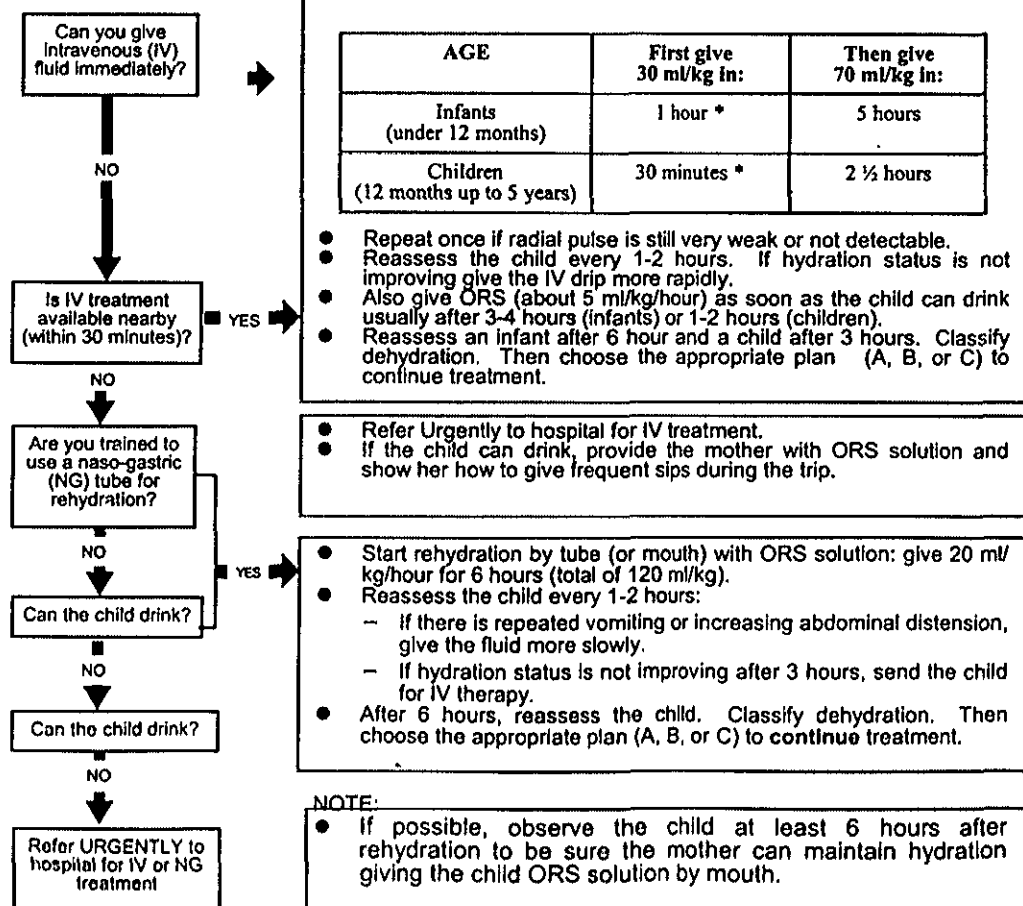 Can you give
intravenous (IV)
fluid immediately?
NO
Is IV treatment
available nearby
(within 30 minutes)?
YES
NO
Are you trained to
use a naso-gastric
(NG) tube for
rehydration?
NO
YES
Can the child drink?
NO
Can the child drink?
NO
Refer URGENTLY to
hospital for IV or NG
treatment
AGE First give 30 ml/kg in: Then give 70 ml/kg in:
Infants (under 12 months) 1 hour * 5 hours
Children (12 months up to 5 years) 30 minutes * 2 ½ hours
● Repeat once if radial pulse is still very weak or not detectable.
● Reassess the child every 1-2 hours. If hydration status is not
improving give the IV drip more rapidly.
● Also give ORS (about 5 ml/kg/hour) as soon as the child can drink
usually after 3-4 hours (infants) or 1-2 hours (children).
● Reassess an infant after 6 hour and a child after 3 hours. Classify
dehydration. Then choose the appropriate plan (A, B, or C) to
continue treatment.
● Refer Urgently to hospital for IV treatment.
● If the child can drink, provide the mother with ORS solution and
show her how to give frequent sips during the trip.
● Start rehydration by tube (or mouth) with ORS solution: give 20 ml/
kg/hour for 6 hours (total of 120 ml/kg).
● Reassess the child every 1-2 hours:
– If there is repeated vomiting or increasing abdominal distension,
give the fluid more slowly.
– If hydration status is not improving after 3 hours, send the child
for IV therapy.
● After 6 hours, reassess the child. Classify dehydration. Then
choose the appropriate plan (A, B, or C) to continue treatment.
NOTE:
● If possible, observe the child at least 6 hours after
rehydration to be sure the mother can maintain hydration
giving the child ORS solution by mouth.